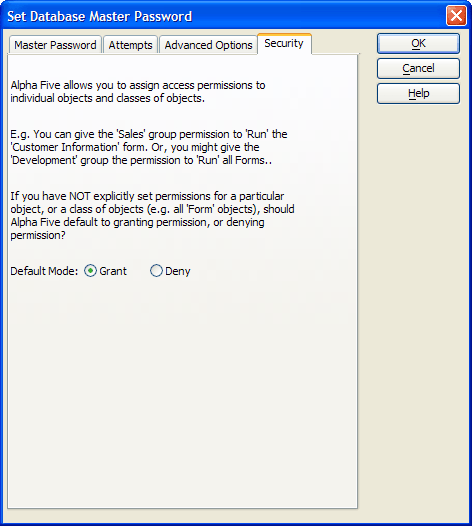 Set Database Master Password
Master Password
Attempts
Advanced Options
Security
OK
Cancel
Help
Alpha Five allows you to assign access permissions to
individual objects and classes of objects.
E.g. You can give the 'Sales' group permission to 'Run' the
'Customer Information' form. Or, you might give the
'Development' group the permission to 'Run' all Forms..
If you have NOT explicitly set permissions for a particular
object, or a class of objects (e.g. all 'Form' objects), should
Alpha Five default to granting permission, or denying
permission?
Default Mode: Grant Deny